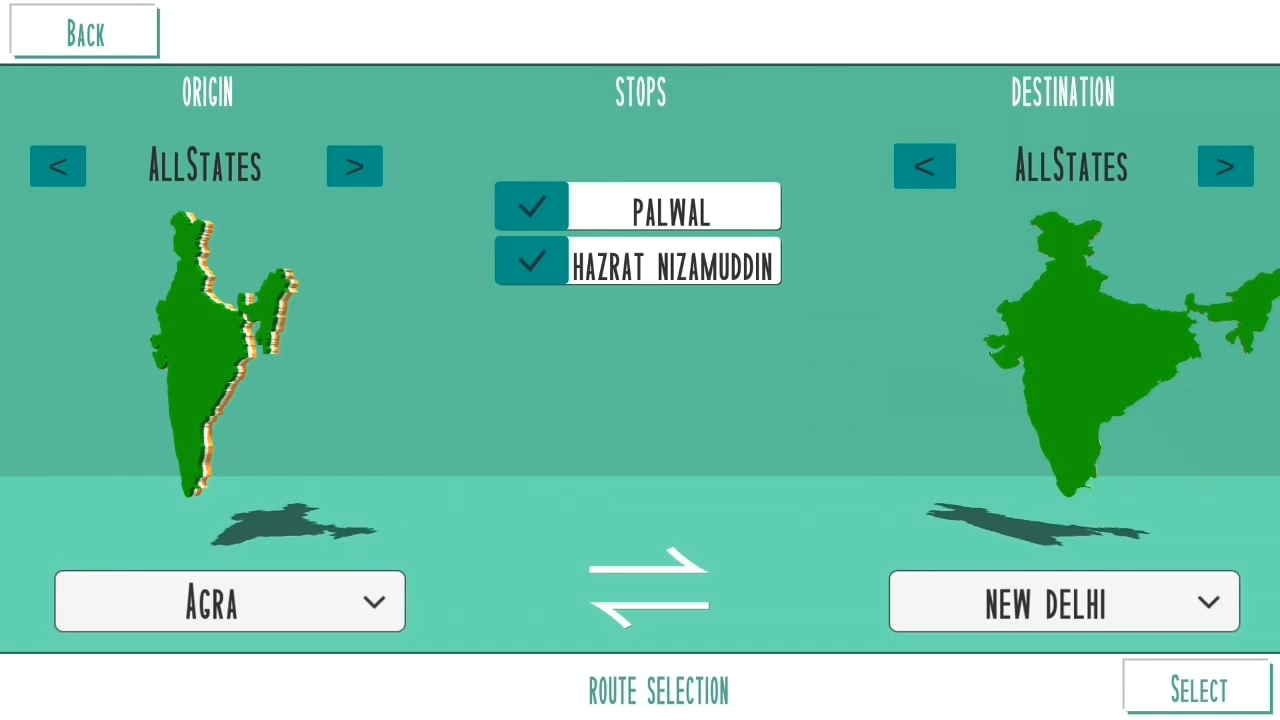 Back
ORIGIN
STOPS
DESTINATION
< AllStates >
< AllStates >
PALWAL
HAZRAT NIZAMUDDIN
Agra
NEW DELHI
ROUTE SELECTION
Select